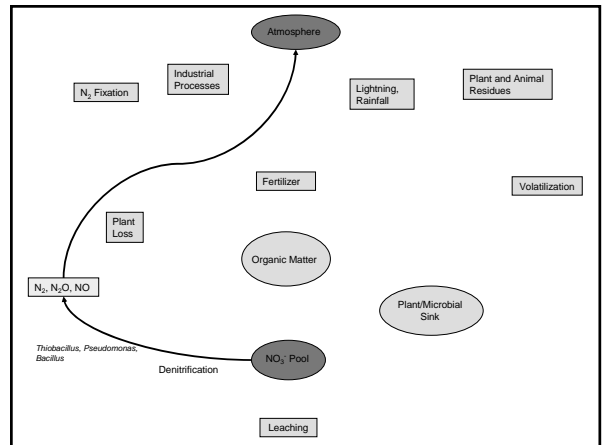 Atmosphere
Industrial
Processes
Plant and Animal
Residues
Lightning,
Rainfall
N₂ Fixation
Fertilizer
Volatilization
Plant
Loss
Organic Matter
N₂, N₂O, NO
Plant/Microbial
Sink
Thiobacillus, Pseudomonas,
Bacillus
NO₃⁻ Pool
Denitrification
Leaching